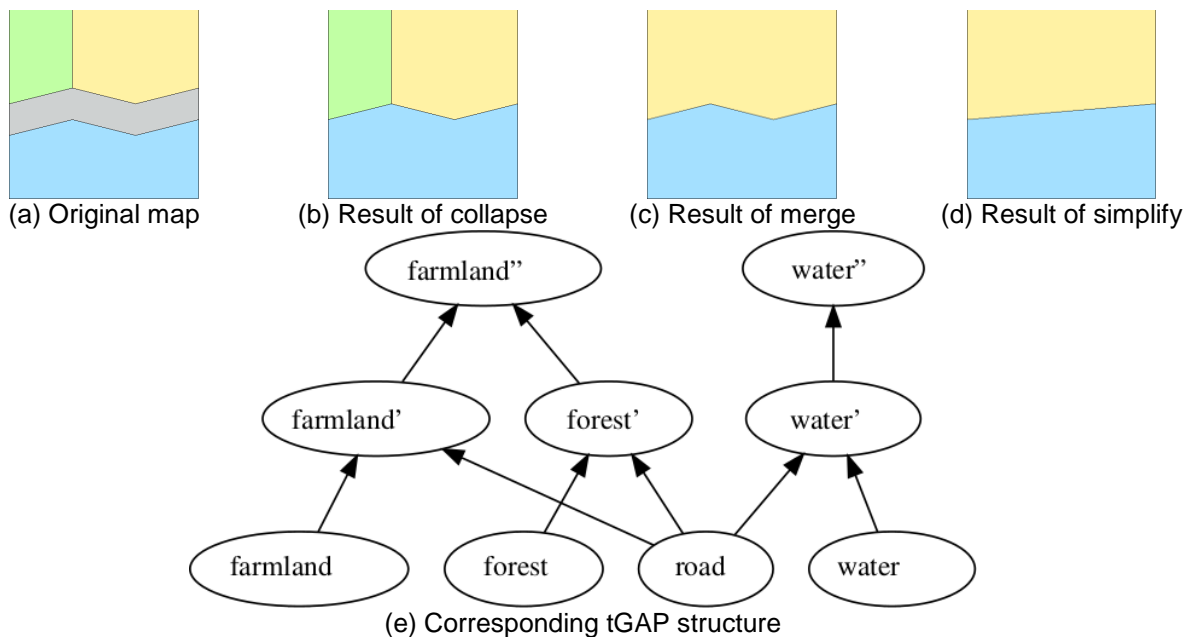 (a) Original map
(b) Result of collapse
(c) Result of merge
(d) Result of simplify
farmland”
water”
farmland’
forest’
water’
farmland
forest
road
water
(e) Corresponding tGAP structure